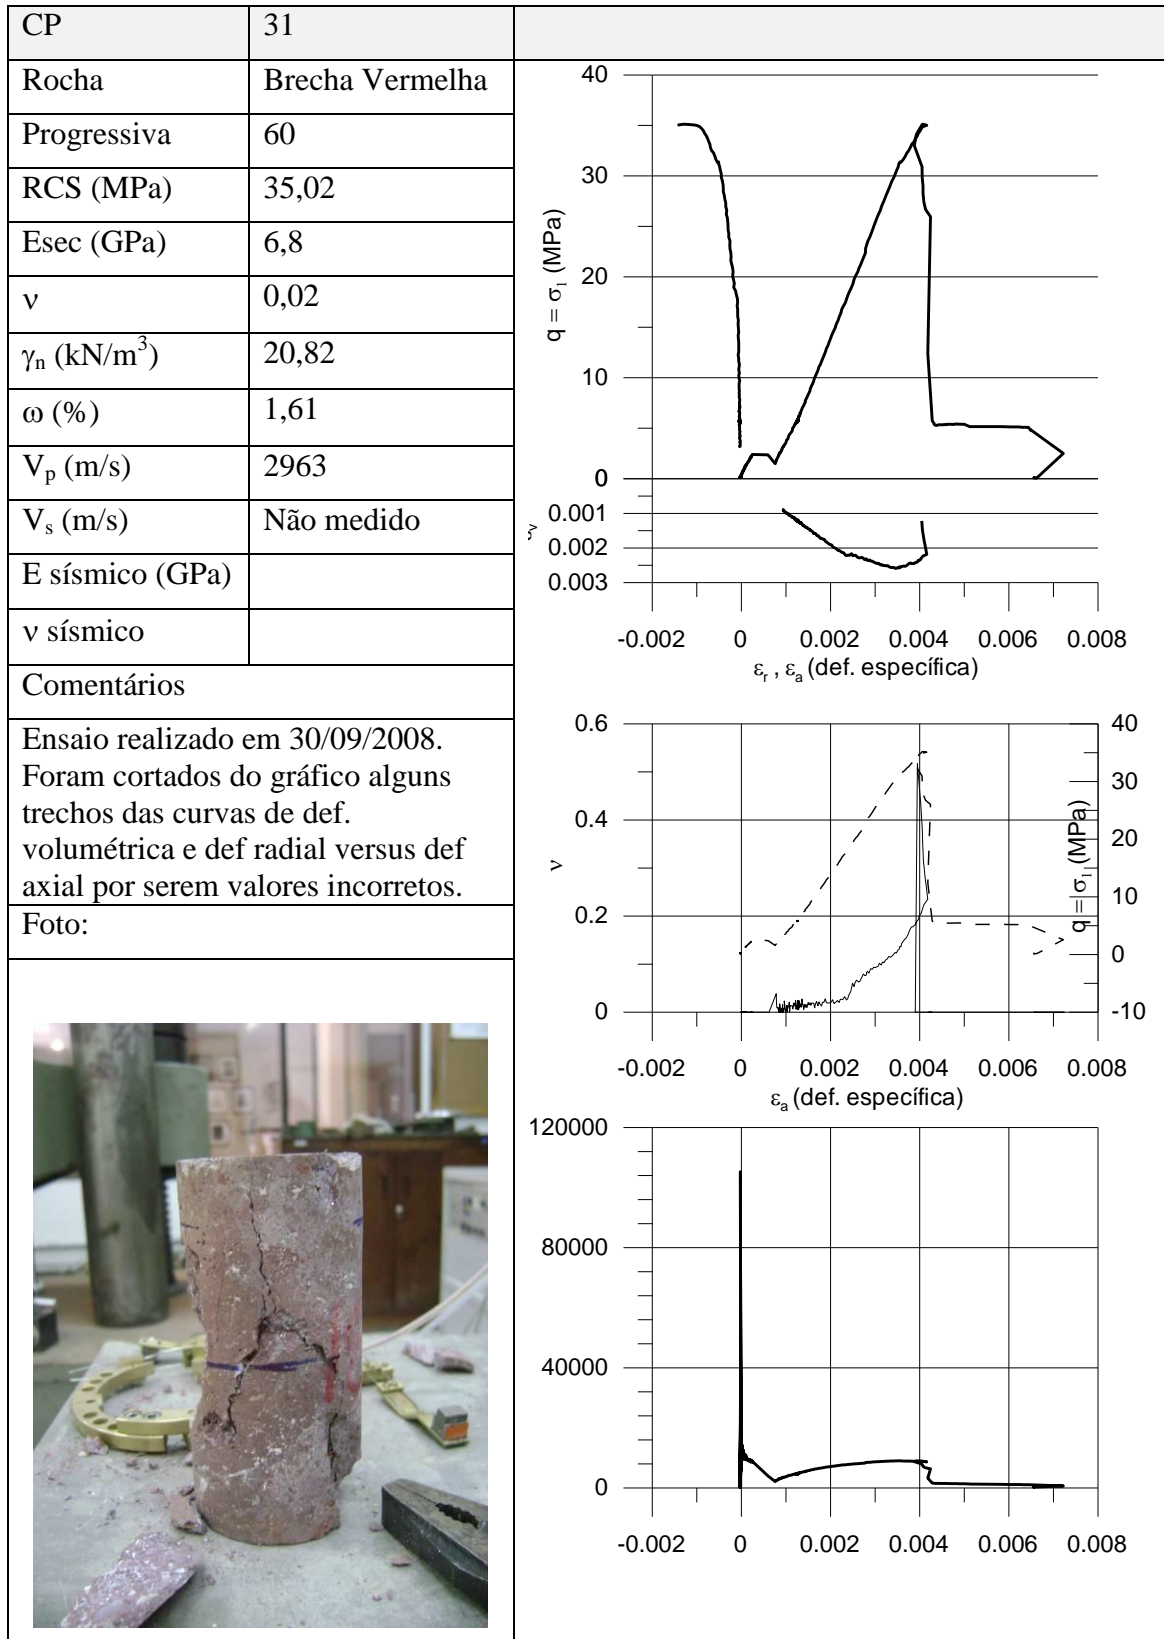 CP 31
Rocha Brecha Vermelha
Progressiva 60
RCS (MPa) 35,02
Esec (GPa) 6,8
ν 0,02
γn (kN/m3) 20,82
ω (%) 1,61
Vp (m/s) 2963
Vs (m/s) Não medido
E sísmico (GPa)
ν sísmico
Comentários
Ensaio realizado em 30/09/2008.
Foram cortados do gráfico alguns
trechos das curvas de def.
volumétrica e def radial versus def
axial por serem valores incorretos.
Foto:
40
30
20
10
0
q = σ1 (MPa)
0.001
0.002
0.003
-0.002 0 0.002 0.004 0.006 0.008
εr , εa (def. específica)
0.6
0.4
0.2
0
ν
40
30
20
10
0
-10
q = σ1 (MPa)
-0.002 0 0.002 0.004 0.006 0.008
εa (def. específica)
120000
80000
40000
0
-0.002 0 0.002 0.004 0.006 0.008